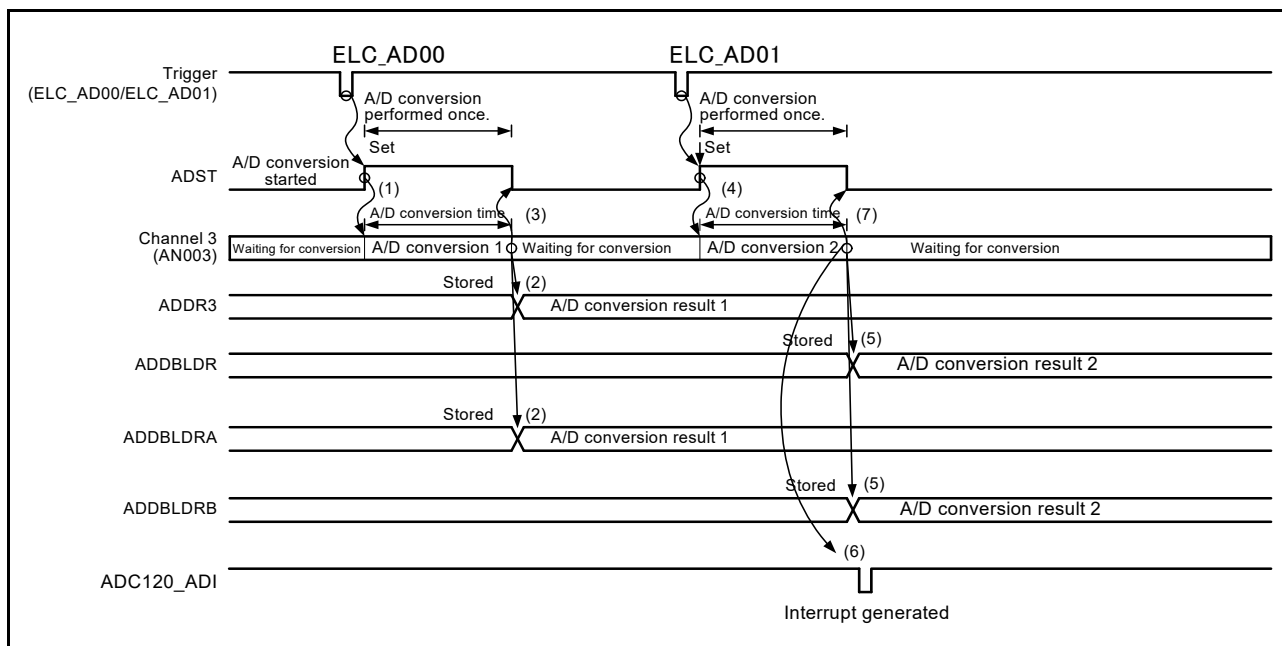 ELC_AD00
ELC_AD01
Trigger
(ELC_AD00/ELC_AD01)
A/D conversion
performed once.
A/D conversion
performed once.
Set
Set
ADST
A/D conversion
started
(1)
(4)
A/D conversion time
(3)
A/D conversion time
(7)
Channel 3
(AN003)
Waiting for conversion
A/D conversion 1
Waiting for conversion
A/D conversion 2
Waiting for conversion
Stored
(2)
ADDR3
A/D conversion result 1
Stored
(5)
ADDBLDR
A/D conversion result 2
Stored
(2)
ADDBLDRA
A/D conversion result 1
Stored
(5)
ADDBLDRB
A/D conversion result 2
(6)
ADC120_ADI
Interrupt generated